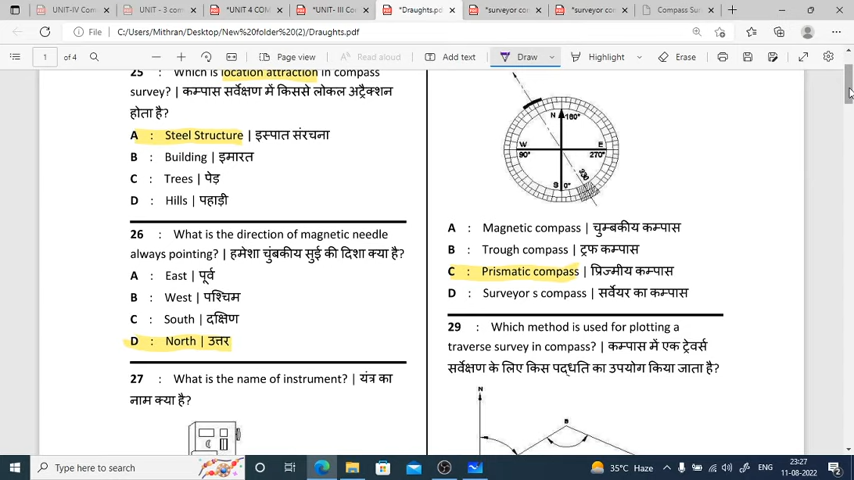 UNIT-IV Com
UNIT - 3 com
*UNIT 4 COM
*UNIT- III Co
*Draughts.pdf
*surveyor co
*surveyor co
Compass Su
File
C:/Users/Mithran/Desktop/New%20folder%20(2)/Draughts.pdf
1 of 4
Page view
Read aloud
Add text
Draw
Highlight
Erase
25 : Which is location attraction in compass
survey? | कम्पास सर्वेक्षण में किससे लोकल अट्रैक्शन
होता है?
A : Steel Structure | इस्पात संरचना
B : Building | इमारत
C : Trees | पेड़
D : Hills | पहाड़ी
26 : What is the direction of magnetic needle
always pointing? | हमेशा चुंबकीय सुई की दिशा क्या है?
A : East | पूर्व
B : West | पश्चिम
C : South | दक्षिण
D : North | उत्तर
27 : What is the name of instrument? | यंत्र का
नाम क्या है?
N 180°
W E
90° 270°
S 0°
330
A : Magnetic compass | चुम्बकीय कम्पास
B : Trough compass | ट्रफ कम्पास
C : Prismatic compass | प्रिज्मीय कम्पास
D : Surveyor s compass | सर्वेयर का कम्पास
29 : Which method is used for plotting a
traverse survey in compass? | कम्पास में एक ट्रेवर्स
सर्वेक्षण के लिए किस पद्धति का उपयोग किया जाता है?
N
B
Type here to search
35°C Haze
ENG
23:27
11-08-2022
2